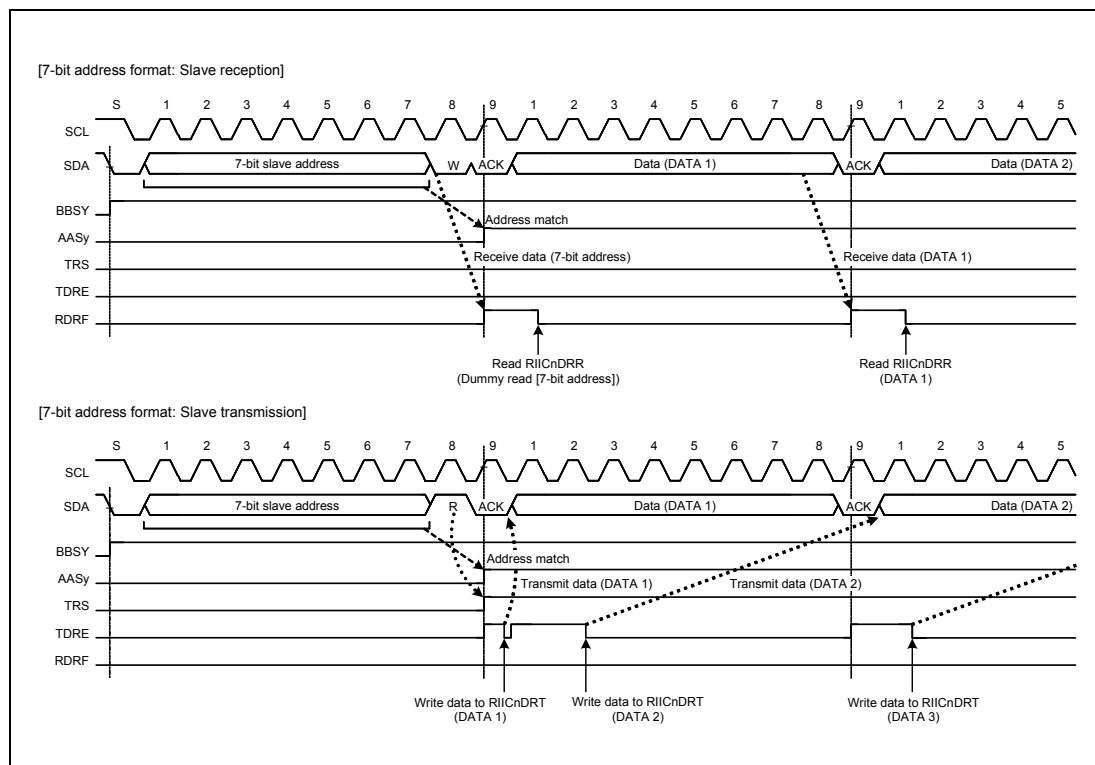 [7-bit address format: Slave reception]
S 1 2 3 4 5 6 7 8 9 1 2 3 4 5 6 7 8 9 1 2 3 4 5
SCL
SDA 7-bit slave address W ACK Data (DATA 1) ACK Data (DATA 2)
BBSY
Address match
AASy
Receive data (7-bit address) Receive data (DATA 1)
TRS
TDRE
RDRF
Read RIICnDRR Read RIICnDRR
(Dummy read [7-bit address]) (DATA 1)
[7-bit address format: Slave transmission]
S 1 2 3 4 5 6 7 8 9 1 2 3 4 5 6 7 8 9 1 2 3 4 5
SCL
SDA 7-bit slave address R ACK Data (DATA 1) ACK Data (DATA 2)
BBSY
Address match
AASy
Transmit data (DATA 1) Transmit data (DATA 2)
TRS
TDRE
RDRF
Write data to RIICnDRT Write data to RIICnDRT Write data to RIICnDRT
(DATA 1) (DATA 2) (DATA 3)